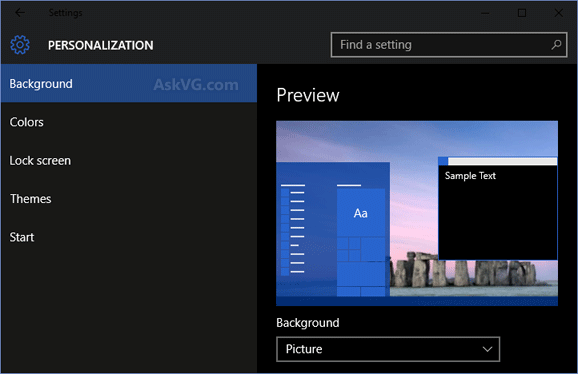 Settings
PERSONALIZATION
Find a setting
Background
AskVG.com
Colors
Lock screen
Themes
Start
Preview
Sample Text
Aa
Background
Picture